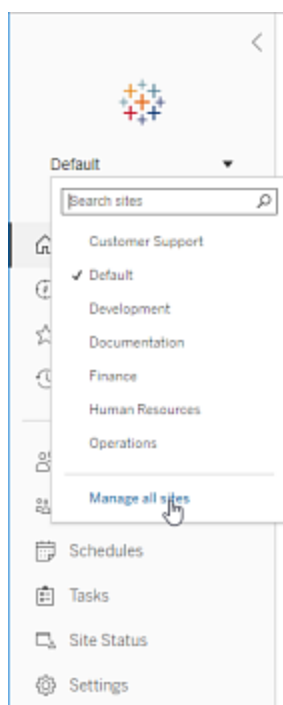 Default
Search sites
Customer Support
Default
Development
Documentation
Finance
Human Resources
Operations
Manage all sites
Schedules
Tasks
Site Status
Settings